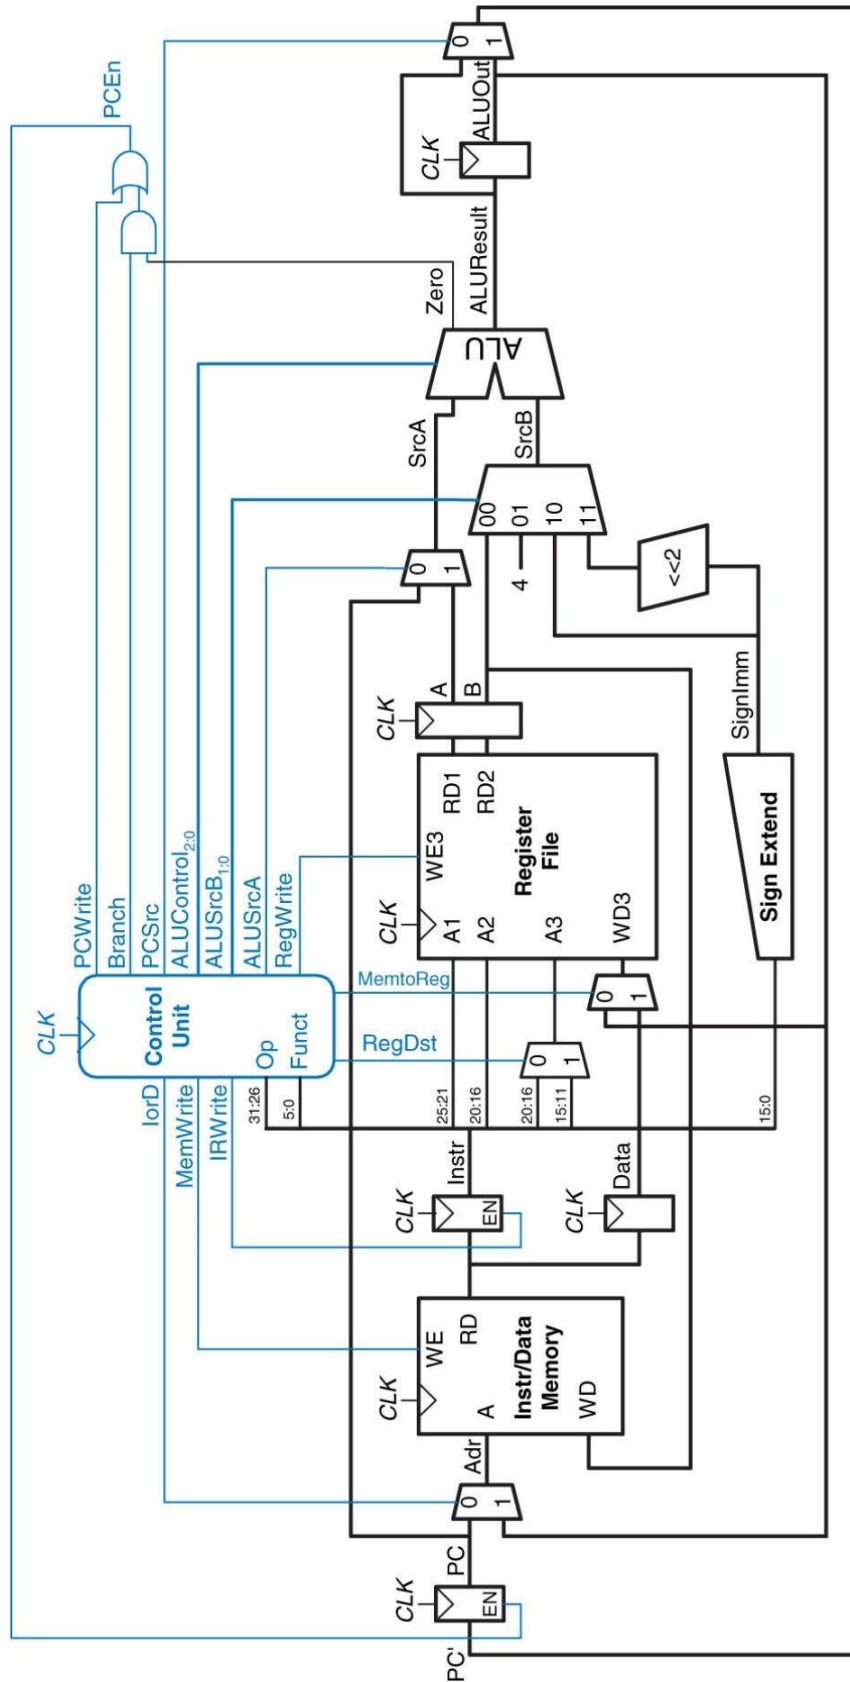 CLK
PCWrite
Branch
PCSrc
ALUControl2:0
ALUSrcB1:0
ALUSrcA
RegWrite
Control
Unit
IorD
MemWrite
IRWrite
31:26
Op
5:0
Funct
MemtoReg
RegDst
PCEn
PC'
CLK
EN
PC
0
1
Adr
CLK
WE
A
RD
Instr/Data
Memory
WD
CLK
EN
Instr
CLK
Data
25:21
20:16
20:16
15:11
15:0
0
1
0
1
CLK
WE3
A1
RD1
A2
RD2
A3
Register
File
WD3
Sign Extend
SignImm
CLK
A
B
0
1
4
00
01
10
11
<<2
SrcA
SrcB
ALU
Zero
ALUResult
CLK
ALUOut
0
1